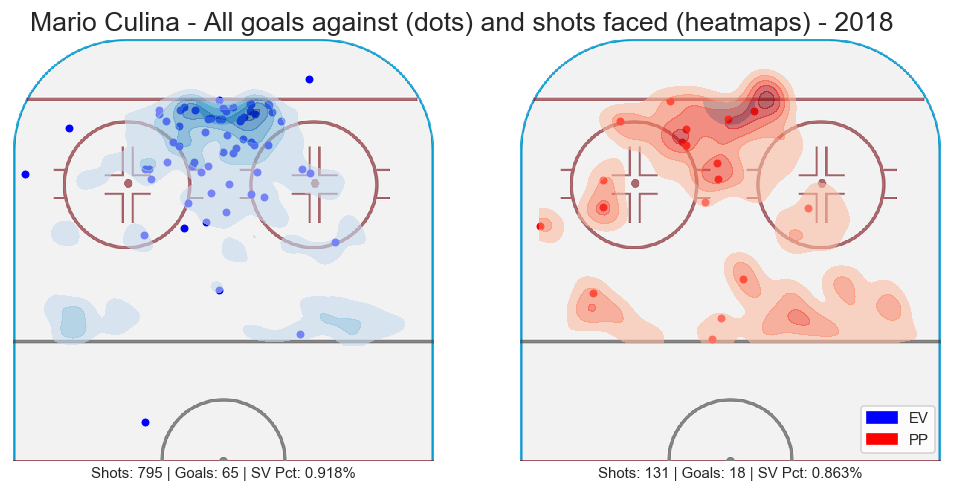 Mario Culina - All goals against (dots) and shots faced (heatmaps) - 2018
EV
PP
Shots: 795 | Goals: 65 | SV Pct: 0.918%
Shots: 131 | Goals: 18 | SV Pct: 0.863%